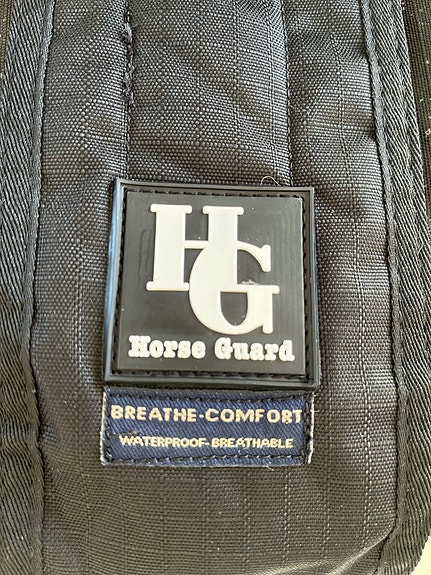 HG
Horse Guard
BREATHE-COMFORT
WATERPROOF-BREATHABLE